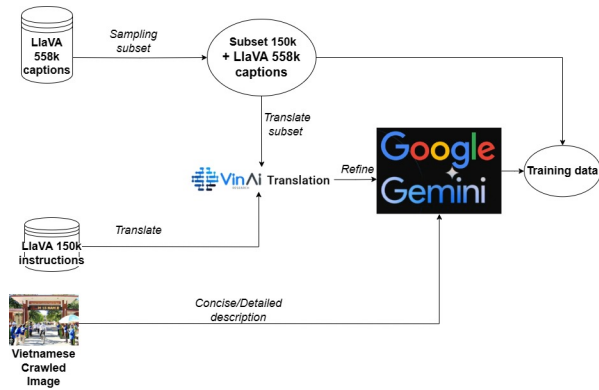 LlaVA
558k
captions
Sampling
subset
Subset 150k
+ LlaVA 558k
captions
Translate
subset
VinAi Translation
Refine
Google
Gemini
Training data
LlaVA 150k
instructions
Translate
Concise/Detailed
description
Vietnamese
Crawled
Image